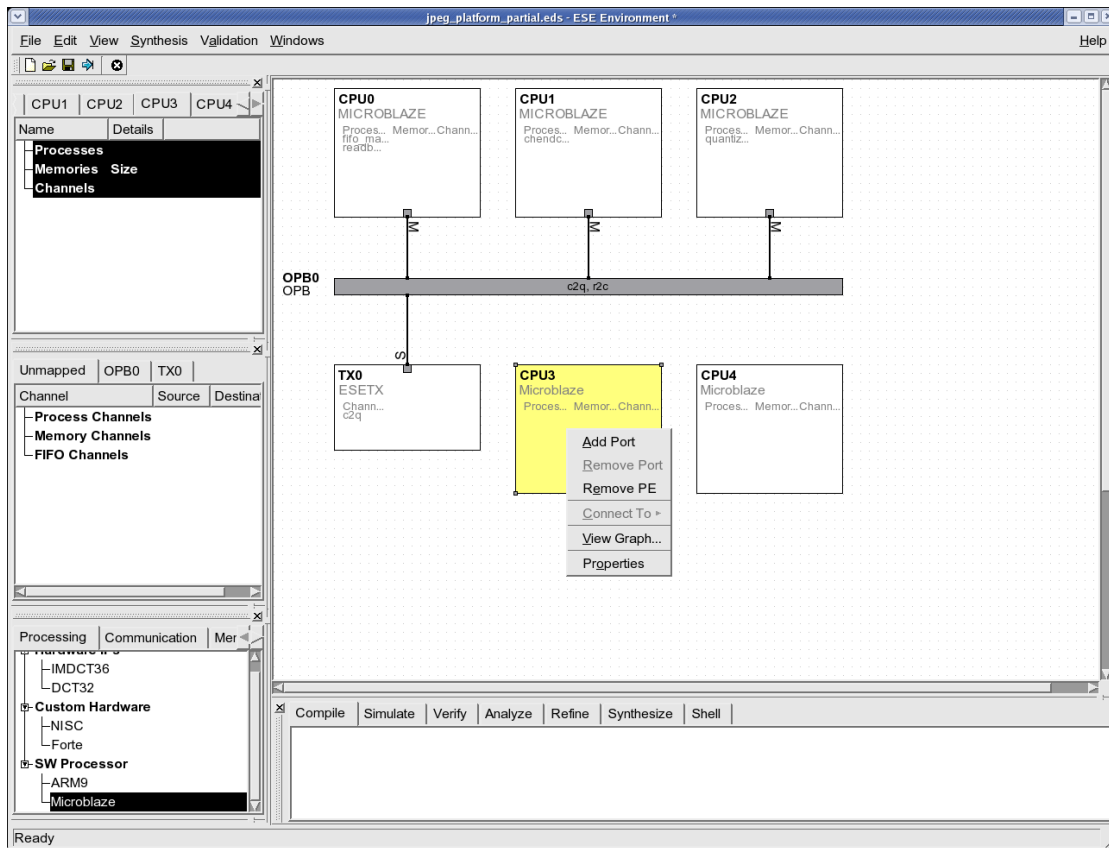 jpeg_platform_partial.eds - ESE Environment *
File Edit View Synthesis Validation Windows Help
CPU1 CPU2 CPU3 CPU4
Name Details
Processes
Memories Size
Channels
Unmapped OPB0 TX0
Channel Source Destinat
Process Channels
Memory Channels
FIFO Channels
Processing Communication Mer
Hardware IPs
IMDCT36
DCT32
Custom Hardware
NISC
Forte
SW Processor
ARM9
Microblaze
CPU0
MICROBLAZE
Proces... Memor... Chann...
fifo_ma...
readb...
M
CPU1
MICROBLAZE
Proces... Memor... Chann...
chendc...
M
CPU2
MICROBLAZE
Proces... Memor... Chann...
quantiz...
M
OPB0
OPB
c2q, r2c
S
TX0
ESETX
Chann...
c2q
CPU3
Microblaze
Proces... Memor... Chann...
CPU4
Microblaze
Proces... Memor... Chann...
Add Port
Remove Port
Remove PE
Connect To
View Graph...
Properties
Compile Simulate Verify Analyze Refine Synthesize Shell
Ready